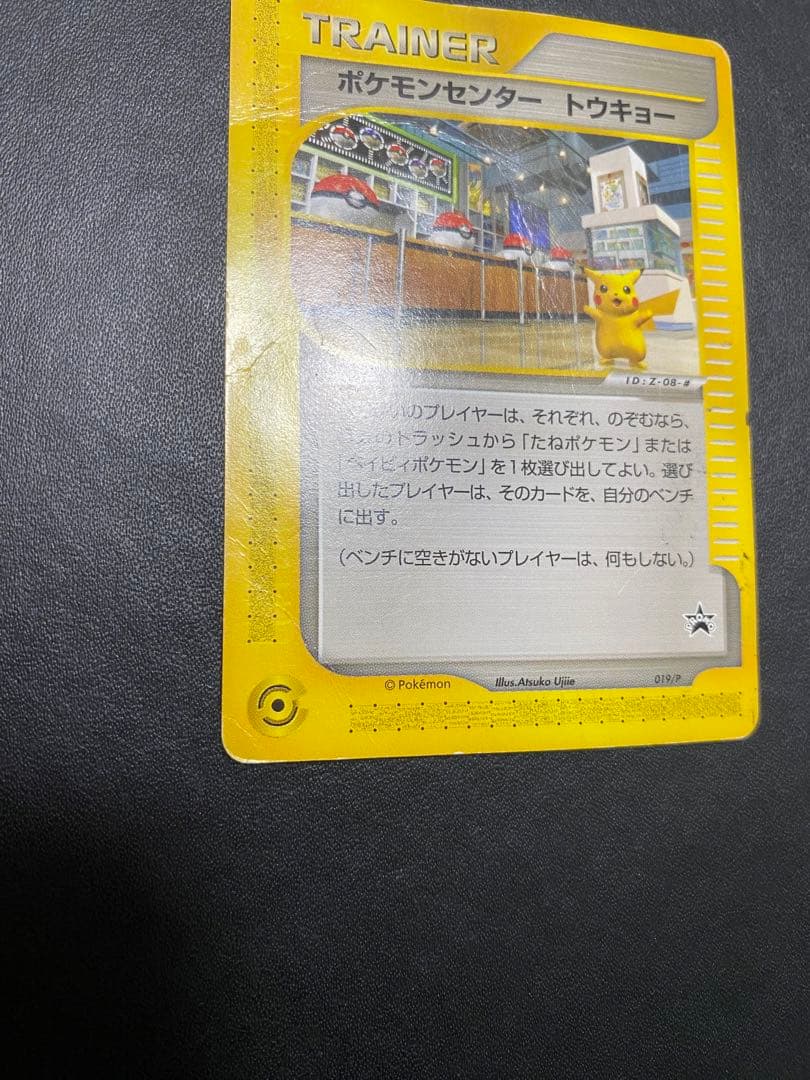 TRAINER
ポケモンセンター トウキョー
ID:Z-08-#
いのプレイヤーは、それぞれ、のぞむなら、
のトラッシュから「たねポケモン」または
「ベイビィポケモン」を1枚選び出してよい。選び
出したプレイヤーは、そのカードを、自分のベンチ
に出す。
（ベンチに空きがないプレイヤーは、何もしない。）
PROMO
© Pokémon
Illus.Atsuko Ujiie
019/P